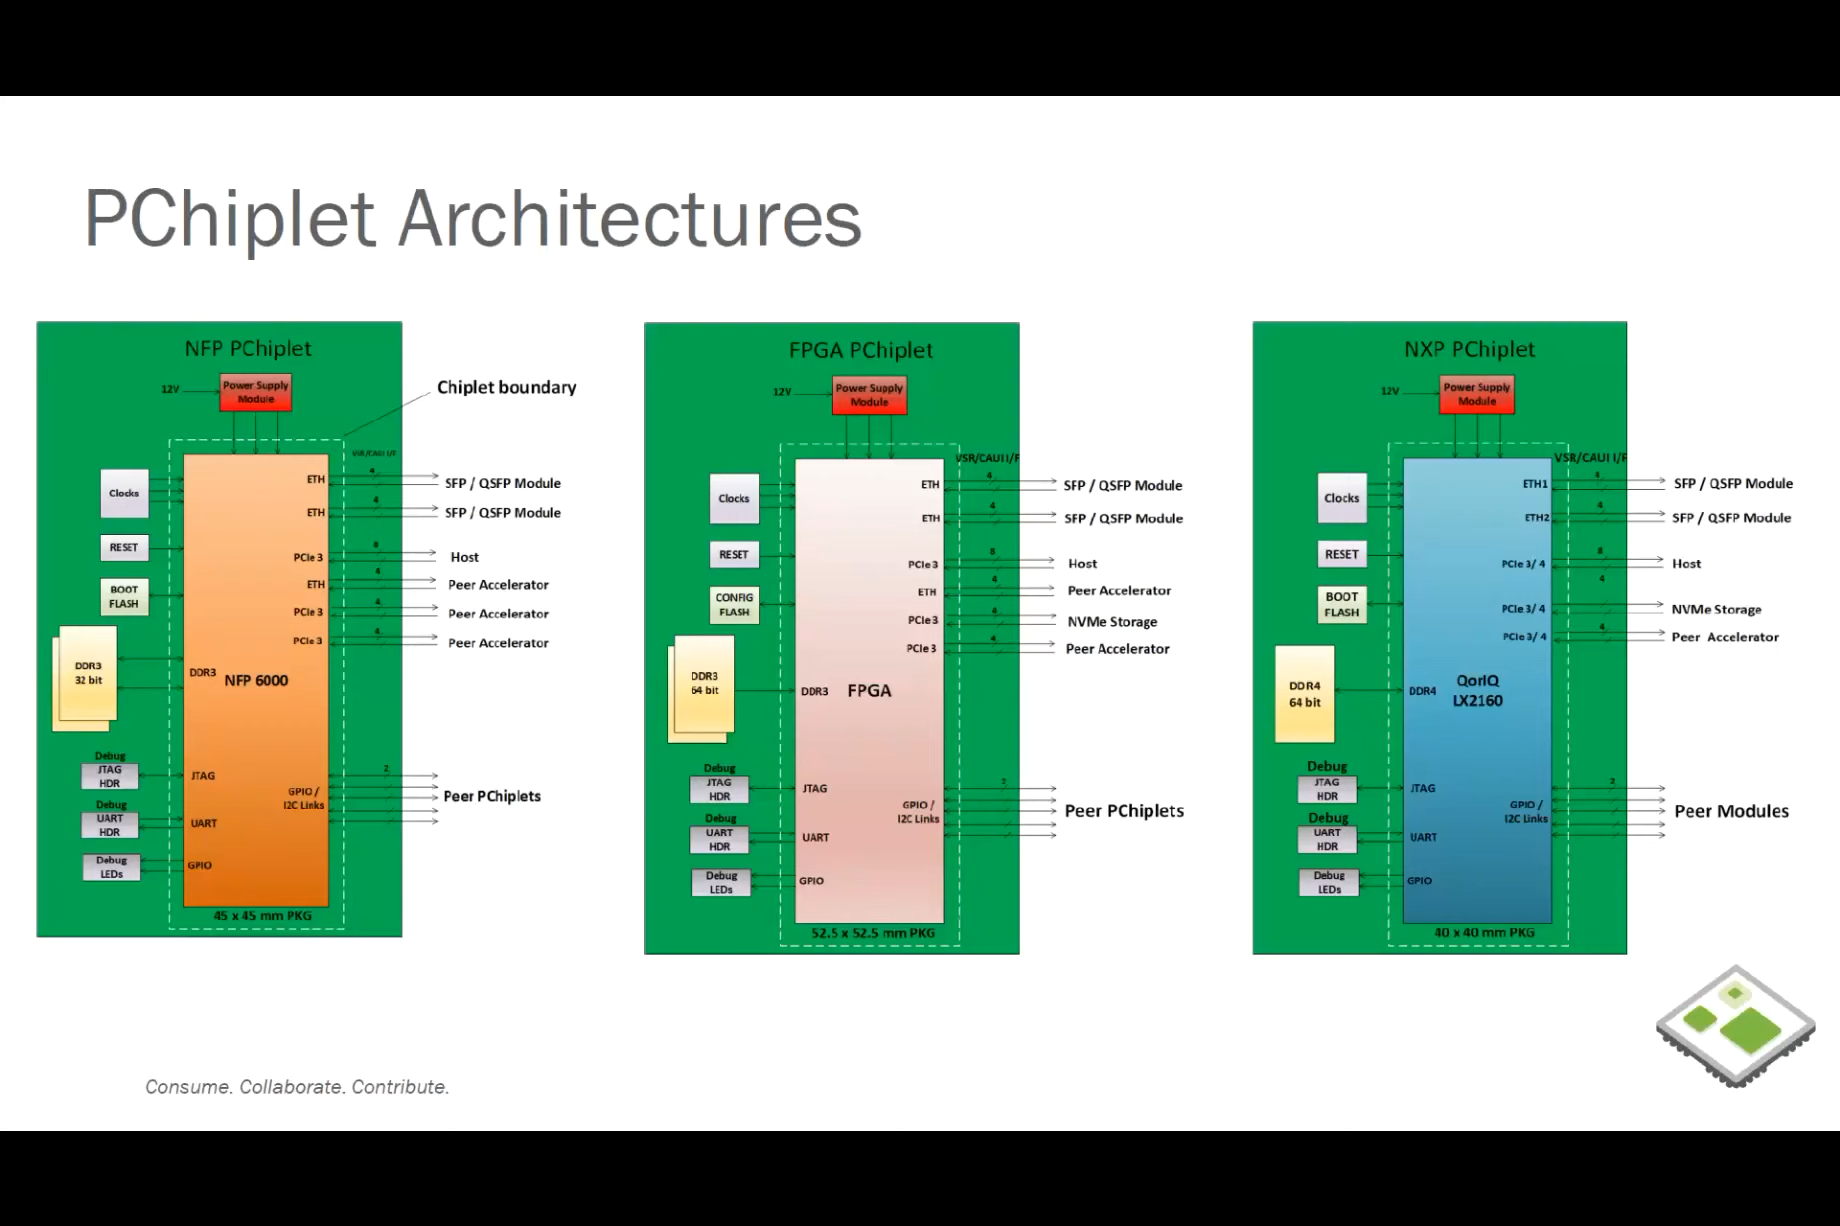 PChiplet Architectures
NFP PChiplet
12V
Power Supply
Module
Chiplet boundary
VSR/CAUI I/F
Clocks
RESET
BOOT
FLASH
DDR3
32 bit
Debug
JTAG
HDR
Debug
UART
HDR
Debug
LEDs
ETH
4
SFP / QSFP Module
ETH
4
SFP / QSFP Module
PCIe 3
8
Host
ETH
4
Peer Accelerator
PCIe 3
4
Peer Accelerator
PCIe 3
4
Peer Accelerator
DDR3
NFP 6000
JTAG
GPIO /
I2C Links
2
Peer PChiplets
UART
GPIO
45 x 45 mm PKG
FPGA PChiplet
12V
Power Supply
Module
VSR/CAUI I/F
Clocks
RESET
CONFIG
FLASH
DDR3
64 bit
Debug
JTAG
HDR
Debug
UART
HDR
Debug
LEDs
ETH
4
SFP / QSFP Module
ETH
4
SFP / QSFP Module
PCIe 3
8
Host
ETH
4
Peer Accelerator
PCIe 3
4
NVMe Storage
PCIe 3
4
Peer Accelerator
DDR3
FPGA
JTAG
GPIO /
I2C Links
2
Peer PChiplets
UART
GPIO
52.5 x 52.5 mm PKG
NXP PChiplet
12V
Power Supply
Module
VSR/CAUI I/F
Clocks
RESET
BOOT
FLASH
DDR4
64 bit
Debug
JTAG
HDR
Debug
UART
HDR
Debug
LEDs
ETH1
4
SFP / QSFP Module
ETH2
4
SFP / QSFP Module
PCIe 3/ 4
8
Host
4
PCIe 3/ 4
NVMe Storage
PCIe 3/ 4
4
Peer Accelerator
DDR4
QorIQ
LX2160
JTAG
GPIO /
I2C Links
2
Peer Modules
UART
GPIO
40 x 40 mm PKG
Consume. Collaborate. Contribute.